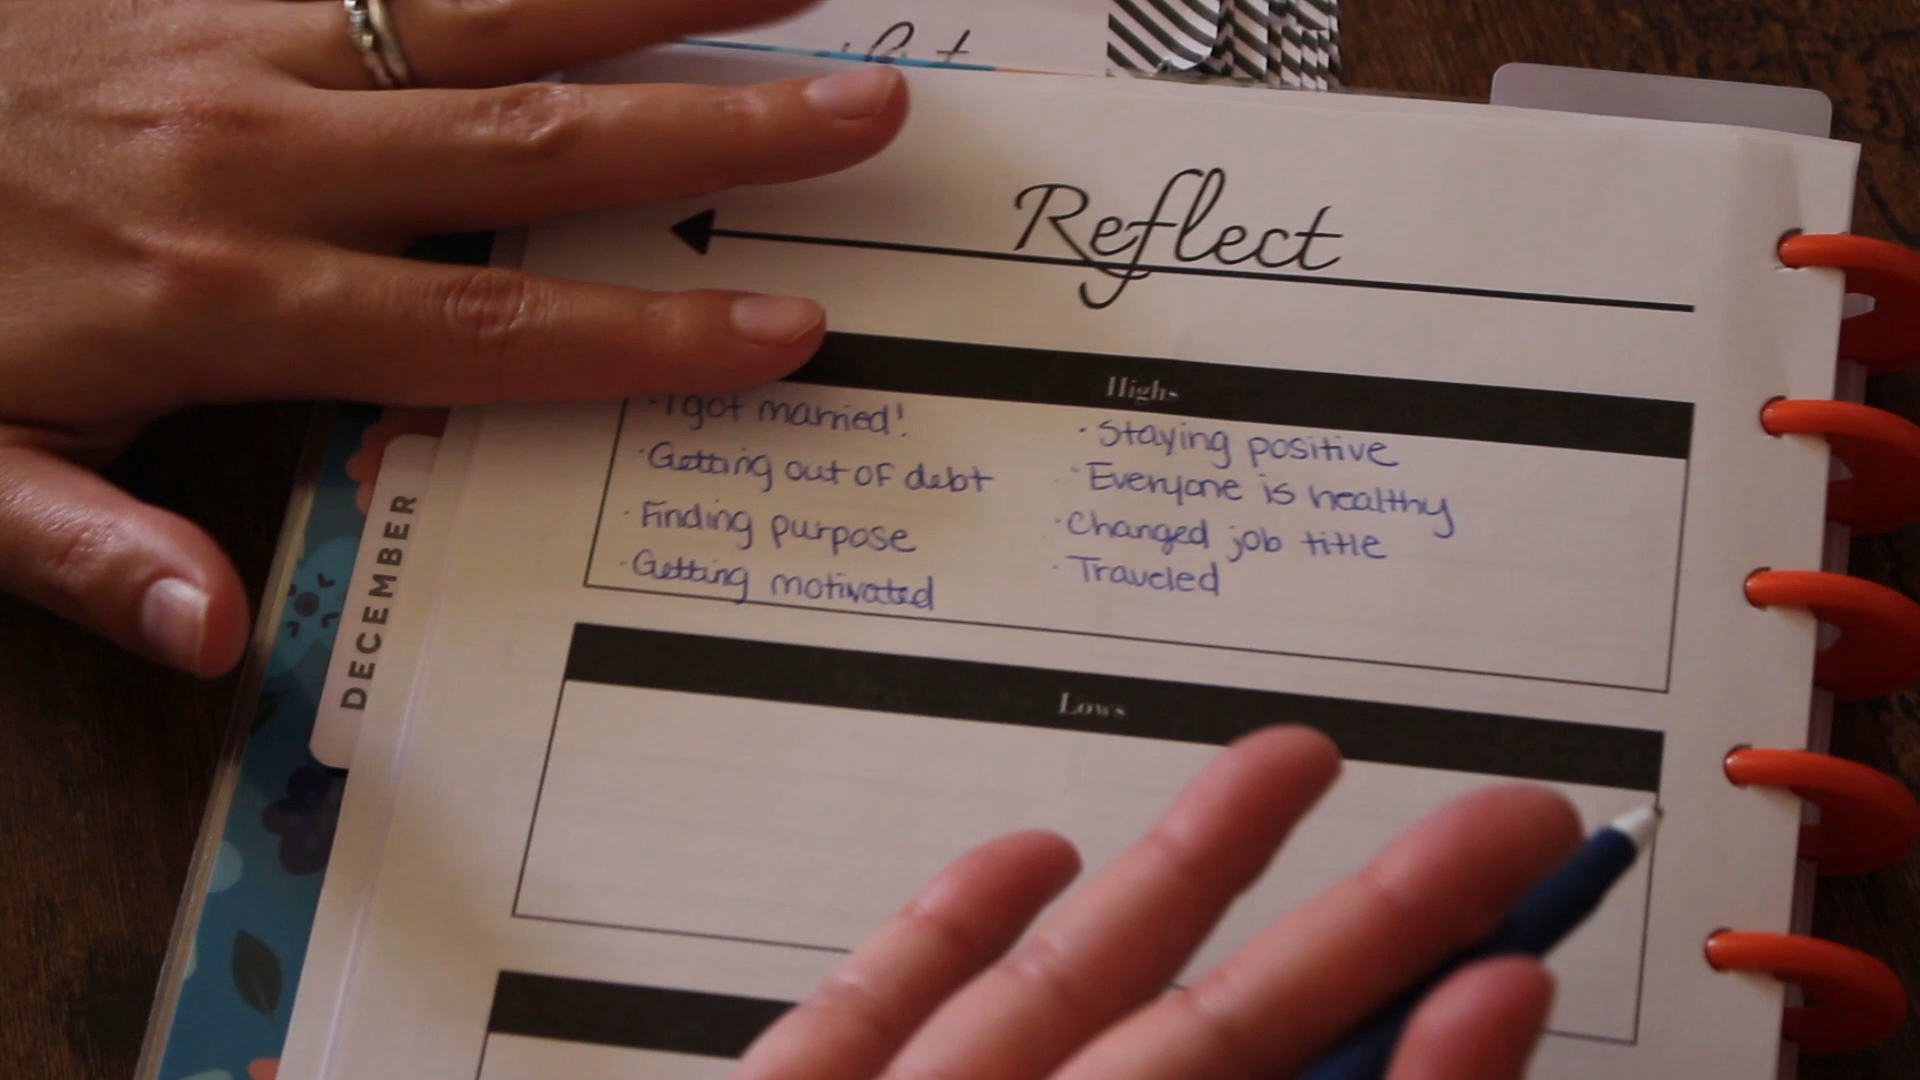 Reflect
Highs
· I got married!
· Getting out of debt
· Finding purpose
· Getting motivated
· Staying positive
· Everyone is healthy
· Changed job title
· Traveled
Lows
DECEMBER